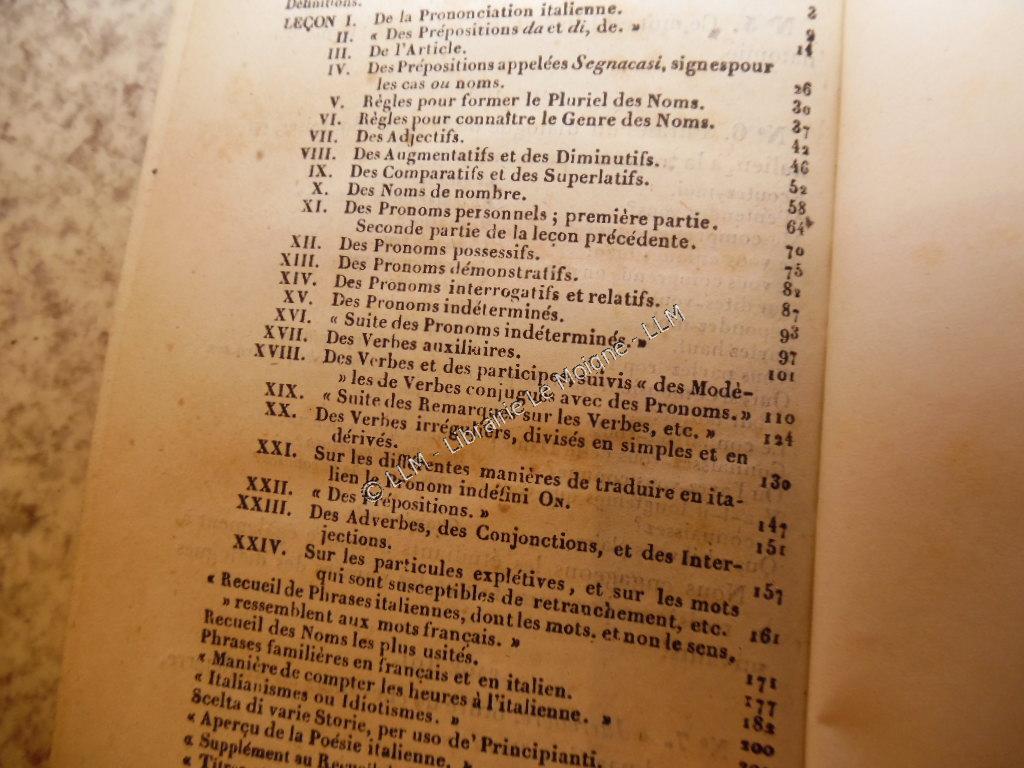 Définitions.
LEÇON I. De la Prononciation italienne. 2
II. « Des Prépositions da et di, de. » 9
III. De l'Article. 14
IV. Des Prépositions appelées Segnacasi, signes pour
les cas ou noms. 26
V. Règles pour former le Pluriel des Noms. 30
VI. Règles pour connaître le Genre des Noms. 37
VII. Des Adjectifs. 42
VIII. Des Augmentatifs et des Diminutifs. 46
IX. Des Comparatifs et des Superlatifs. 52
X. Des Noms de nombre. 58
XI. Des Pronoms personnels ; première partie. 64
Seconde partie de la leçon précédente. 70
XII. Des Pronoms possessifs. 75
XIII. Des Pronoms démonstratifs. 82
XIV. Des Pronoms interrogatifs et relatifs. 87
XV. Des Pronoms indéterminés. 93
XVI. « Suite des Pronoms indéterminés. » 97
XVII. Des Verbes auxiliaires. 101
XVIII. Des Verbes et des participes suivis « des Modè-
» les de Verbes conjugués avec des Pronoms. » 110
XIX. « Suite des Remarques sur les Verbes, etc. » 124
XX. Des Verbes irréguliers, divisés en simples et en
dérivés. 130
XXI. Sur les différentes manières de traduire en ita-
lien le Pronom indéfini ON. 147
XXII. « Des Prépositions. » 151
XXIII. Des Adverbes, des Conjonctions, et des Inter-
jections. 157
XXIV. Sur les particules explétives, et sur les mots
qui sont susceptibles de retranchement, etc. 161
« Recueil de Phrases italiennes, dont les mots, et non le sens,
» ressemblent aux mots français. » 171
Recueil des Noms les plus usités. 177
Phrases familières en français et en italien. 182
« Manière de compter les heures à l'italienne. » 200
« Italianismes ou Idiotismes. »
Scelta di varie Storie, per uso de' Principianti.
« Aperçu de la Poésie italienne. »
« Supplément au Recueil
© LLM - Librairie Le Moigne - LLM